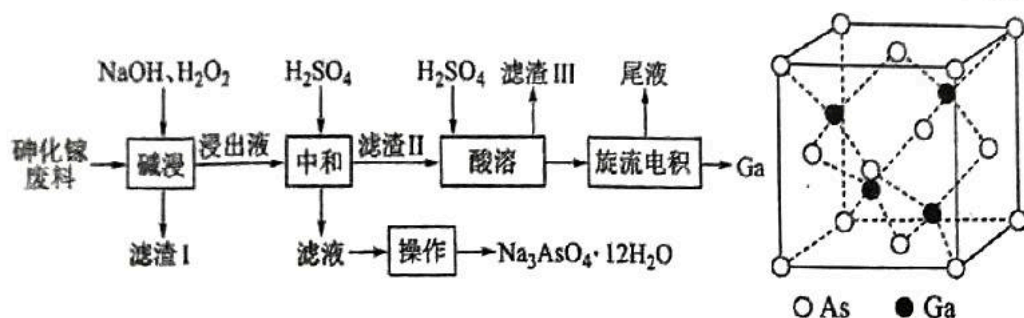 NaOH、H₂O₂
H₂SO₄
H₂SO₄
滤渣III
尾液
砷化镓
废料
碱浸
浸出液
中和
滤渣II
酸溶
旋流电积
Ga
滤渣I
滤液
操作
Na₃AsO₄·12H₂O
As
Ga